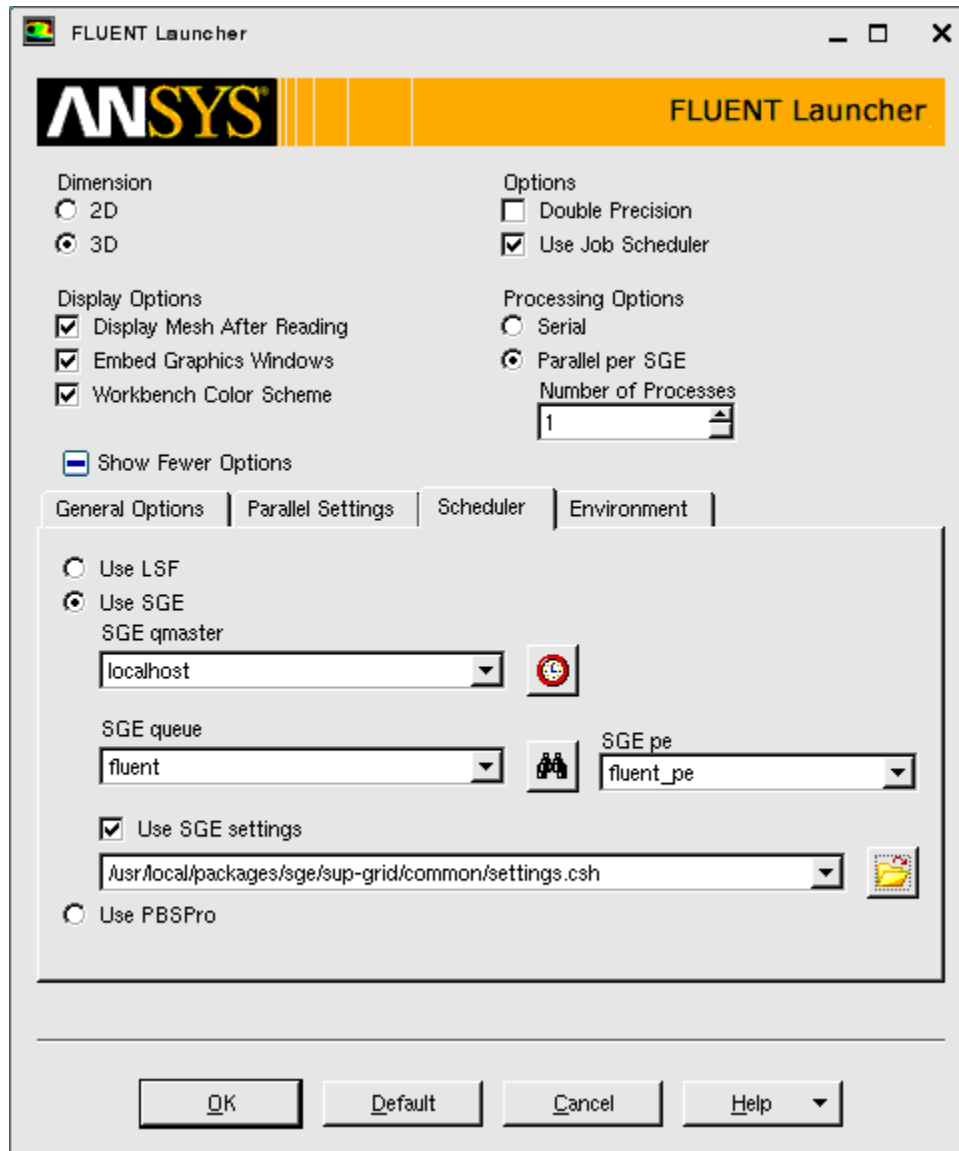 FLUENT Launcher
ANSYS®
FLUENT Launcher
Dimension
2D
3D
Options
Double Precision
Use Job Scheduler
Display Options
Display Mesh After Reading
Embed Graphics Windows
Workbench Color Scheme
Processing Options
Serial
Parallel per SGE
Number of Processes
1
Show Fewer Options
General Options Parallel Settings Scheduler Environment
Use LSF
Use SGE
SGE qmaster
localhost
SGE queue
fluent
SGE pe
fluent_pe
Use SGE settings
/usr/local/packages/sge/sup-grid/common/settings.csh
Use PBSPro
OK Default Cancel Help